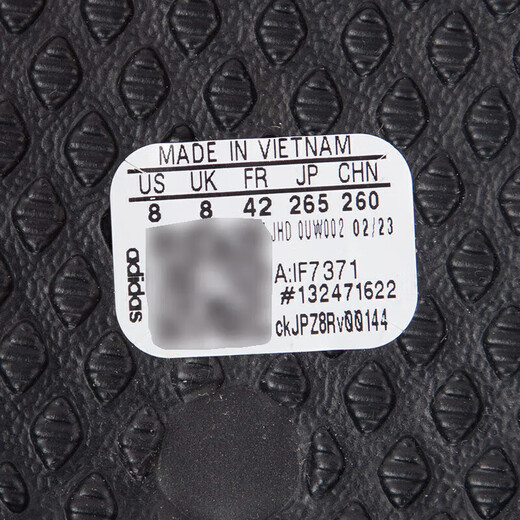 MADE IN VIETNAM
US UK FR JP CHN
8 8 42 265 260
JHD 0UW002 02/23
A:IF7371
#132471622
ckJPZ8Rv00144
adidas